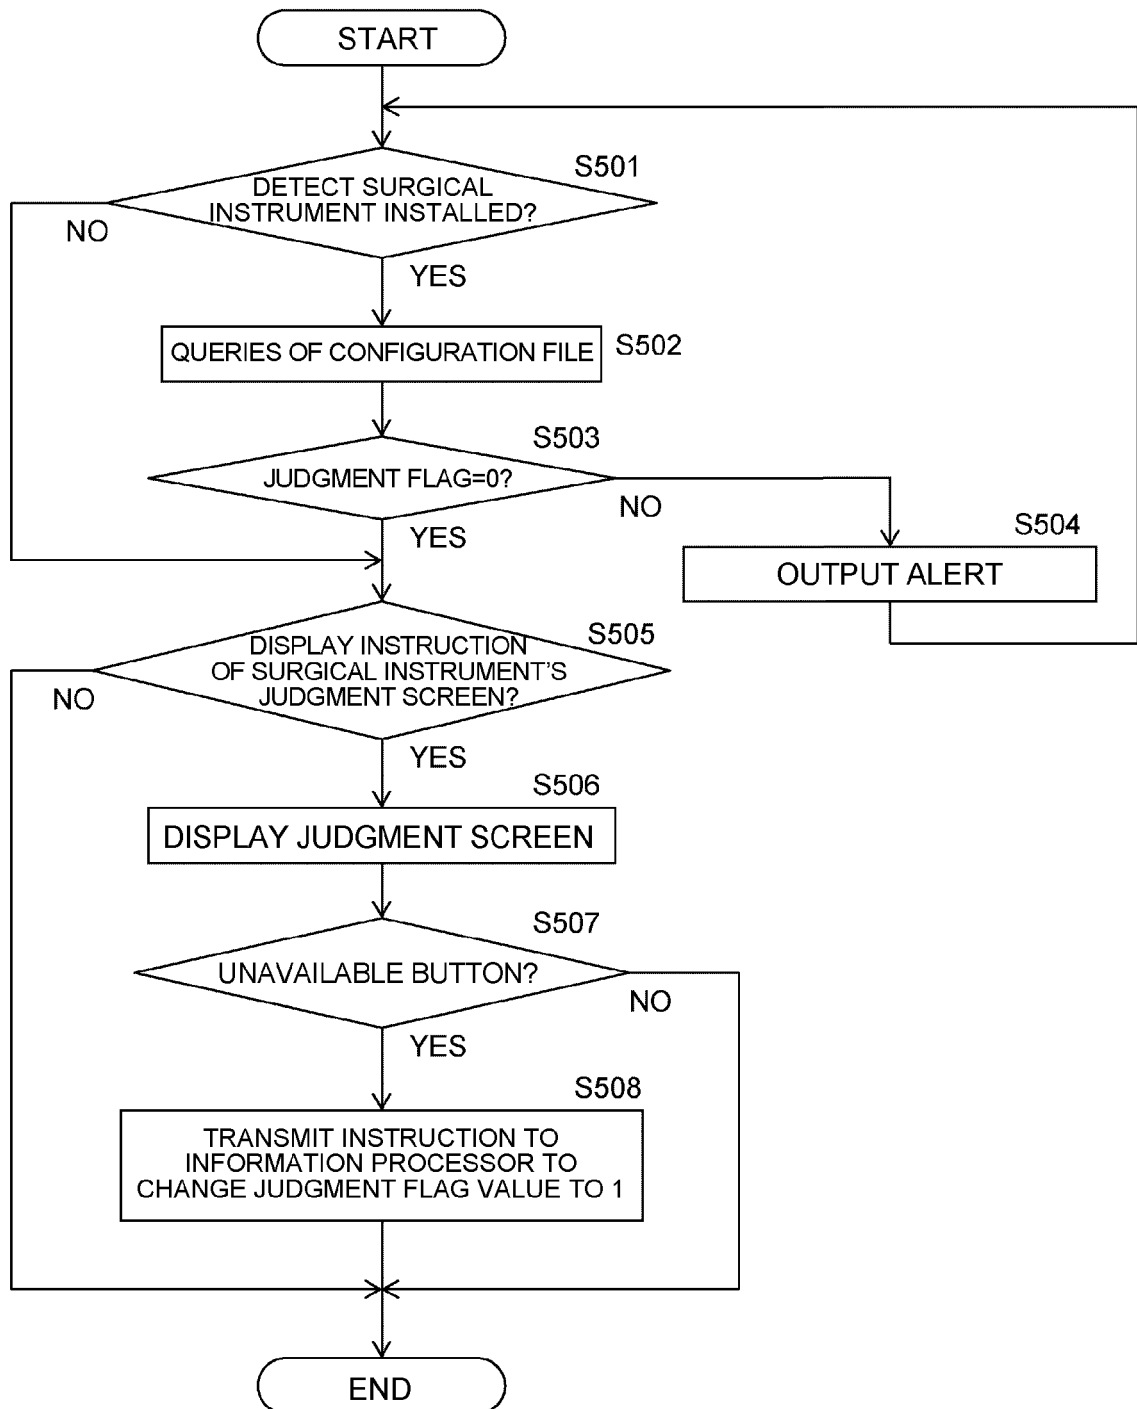 START
S501
DETECT SURGICAL
INSTRUMENT INSTALLED?
NO
YES
QUERIES OF CONFIGURATION FILE
S502
S503
JUDGMENT FLAG=0?
NO
YES
S504
OUTPUT ALERT
S505
DISPLAY INSTRUCTION
OF SURGICAL INSTRUMENT'S
JUDGMENT SCREEN?
NO
YES
S506
DISPLAY JUDGMENT SCREEN
S507
UNAVAILABLE BUTTON?
NO
YES
S508
TRANSMIT INSTRUCTION TO
INFORMATION PROCESSOR TO
CHANGE JUDGMENT FLAG VALUE TO 1
END